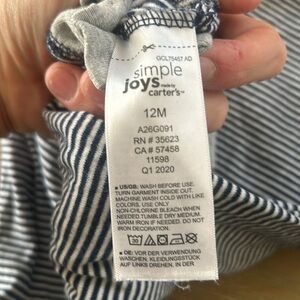 GCL75457 AD
simple
joys made by
carter's
12M
A26G091
RN # 35623
CA # 57458
11598
Q1 2020
US/GB: WASH BEFORE USE.
TURN GARMENT INSIDE OUT.
MACHINE WASH COLD WITH LIKE
COLORS. USE ONLY
NON-CHLORINE BLEACH WHEN
NEEDED. TUMBLE DRY MEDIUM.
WARM IRON IF NEEDED. DO NOT
IRON DECORATION.
DE: VOR DER VERWENDUNG
WASCHEN. KLEIDUNGSSTÜCK
AUF LINKS DREHEN. IN DER